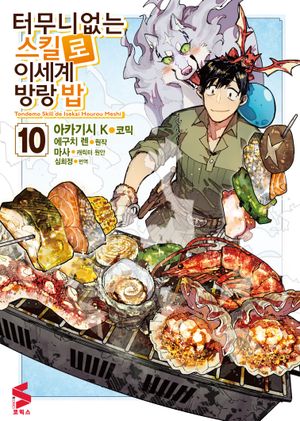 터무니없는
스킬로
이세계
방랑 밥
Tondemo Skill de Isekai Hourou Meshi
10
아카기시 K 코믹
에구치 렌 원작
마사 캐릭터 원안
심희정 번역
S
코믹스